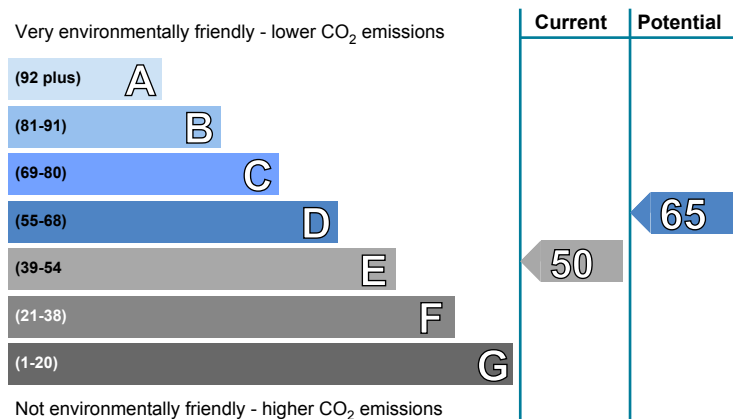 Current Potential
Very environmentally friendly - lower CO2 emissions
(92 plus) A
(81-91) B
(69-80) C
(55-68) D
65
(39-54 E
50
(21-38) F
(1-20) G
Not environmentally friendly - higher CO2 emissions